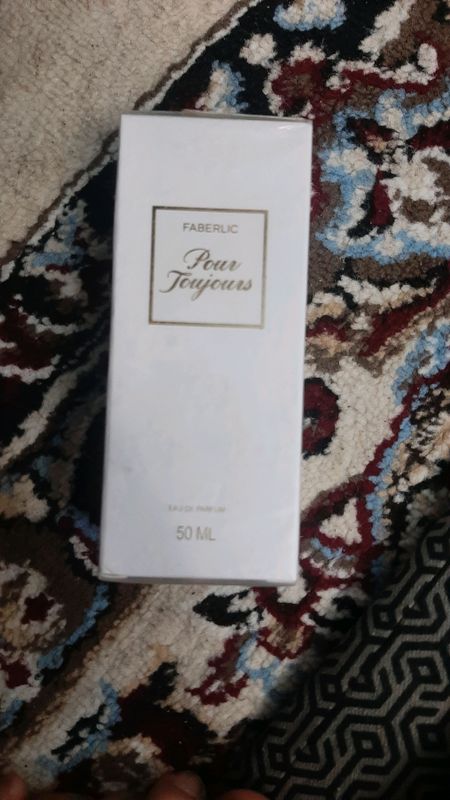 FABERLIC
Pour
Toujours
EAU DE PARFUM
50 ML